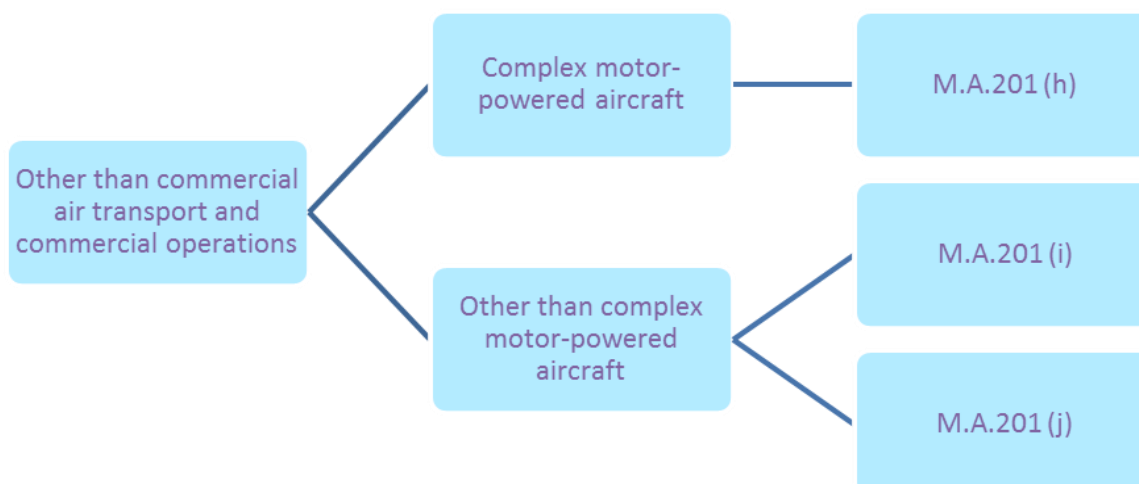 Other than commercial
air transport and
commercial operations
Complex motor-
powered aircraft
Other than complex
motor-powered
aircraft
M.A.201 (h)
M.A.201 (i)
M.A.201 (j)